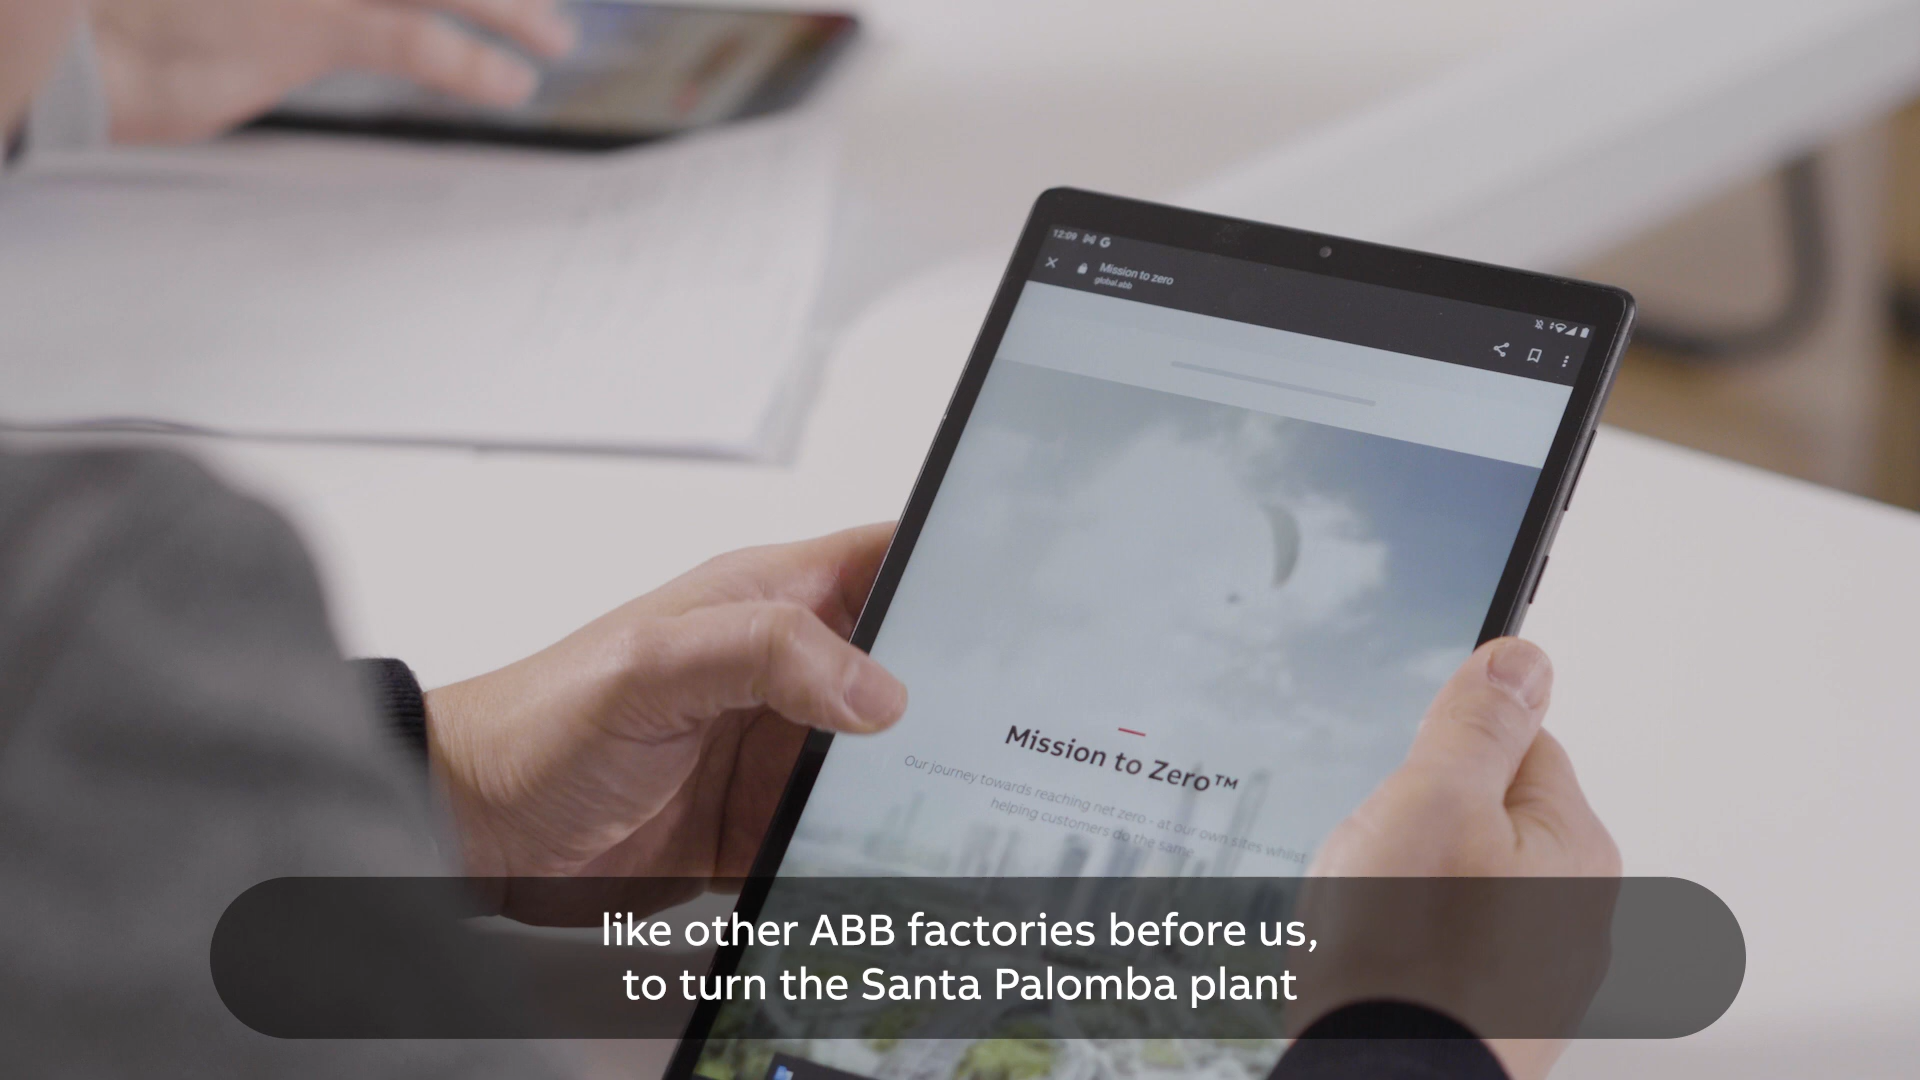 12:09
Mission to zero
global.abb
Mission to Zero™
Our journey towards reaching net zero - at our own sites whilst
helping customers do the same
like other ABB factories before us,
to turn the Santa Palomba plant